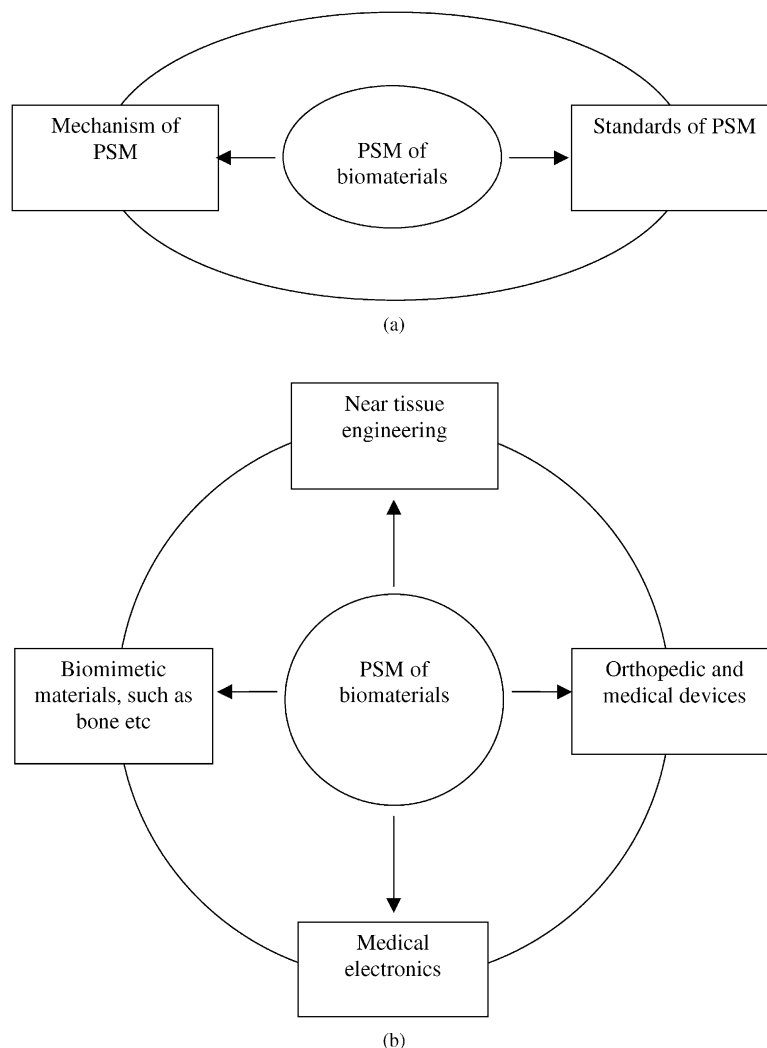 Mechanism of
PSM
PSM of
biomaterials
Standards of PSM
(a)
Near tissue
engineering
Biomimetic
materials, such as
bone etc
PSM of
biomaterials
Orthopedic and
medical devices
Medical
electronics
(b)